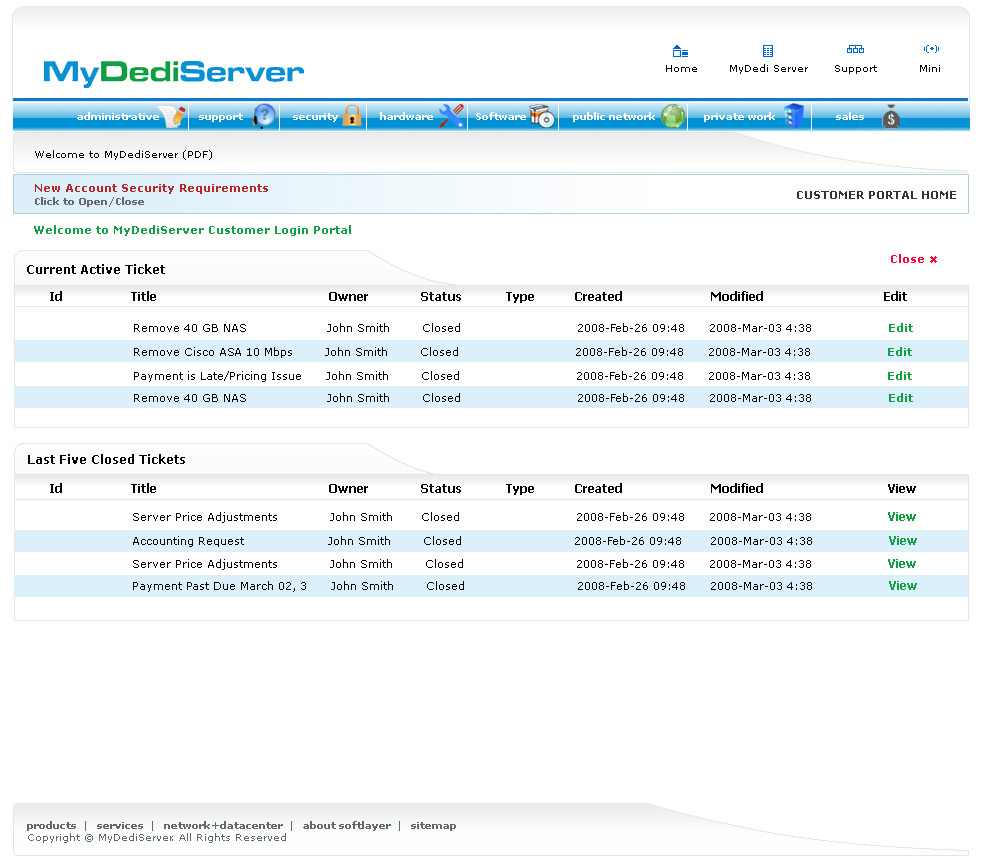 MyDediServer
Home MyDedi Server Support Mini
administrative support security hardware Software public network private work sales
Welcome to MyDediServer (PDF)
New Account Security Requirements
Click to Open/Close
CUSTOMER PORTAL HOME
Welcome to MyDediServer Customer Login Portal
Close ×
Current Active Ticket
Id Title Owner Status Type Created Modified Edit
Remove 40 GB NAS John Smith Closed 2008-Feb-26 09:48 2008-Mar-03 4:38 Edit
Remove Cisco ASA 10 Mbps John Smith Closed 2008-Feb-26 09:48 2008-Mar-03 4:38 Edit
Payment is Late/Pricing Issue John Smith Closed 2008-Feb-26 09:48 2008-Mar-03 4:38 Edit
Remove 40 GB NAS John Smith Closed 2008-Feb-26 09:48 2008-Mar-03 4:38 Edit
Last Five Closed Tickets
Id Title Owner Status Type Created Modified View
Server Price Adjustments John Smith Closed 2008-Feb-26 09:48 2008-Mar-03 4:38 View
Accounting Request John Smith Closed 2008-Feb-26 09:48 2008-Mar-03 4:38 View
Server Price Adjustments John Smith Closed 2008-Feb-26 09:48 2008-Mar-03 4:38 View
Payment Past Due March 02, 3 John Smith Closed 2008-Feb-26 09:48 2008-Mar-03 4:38 View
products | services | network+datacenter | about softlayer | sitemap
Copyright © MyDediServer. All Rights Reserved